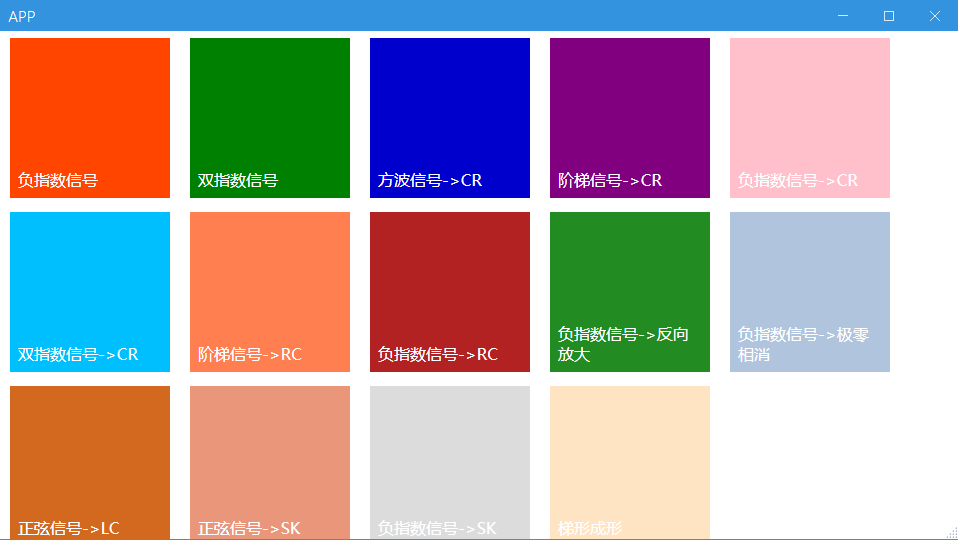 APP
负指数信号
双指数信号
方波信号->CR
阶梯信号->CR
负指数信号->CR
双指数信号->CR
阶梯信号->RC
负指数信号->RC
负指数信号->反向
放大
负指数信号->极零
相消
正弦信号->LC
正弦信号->SK
负指数信号->SK
梯形成形